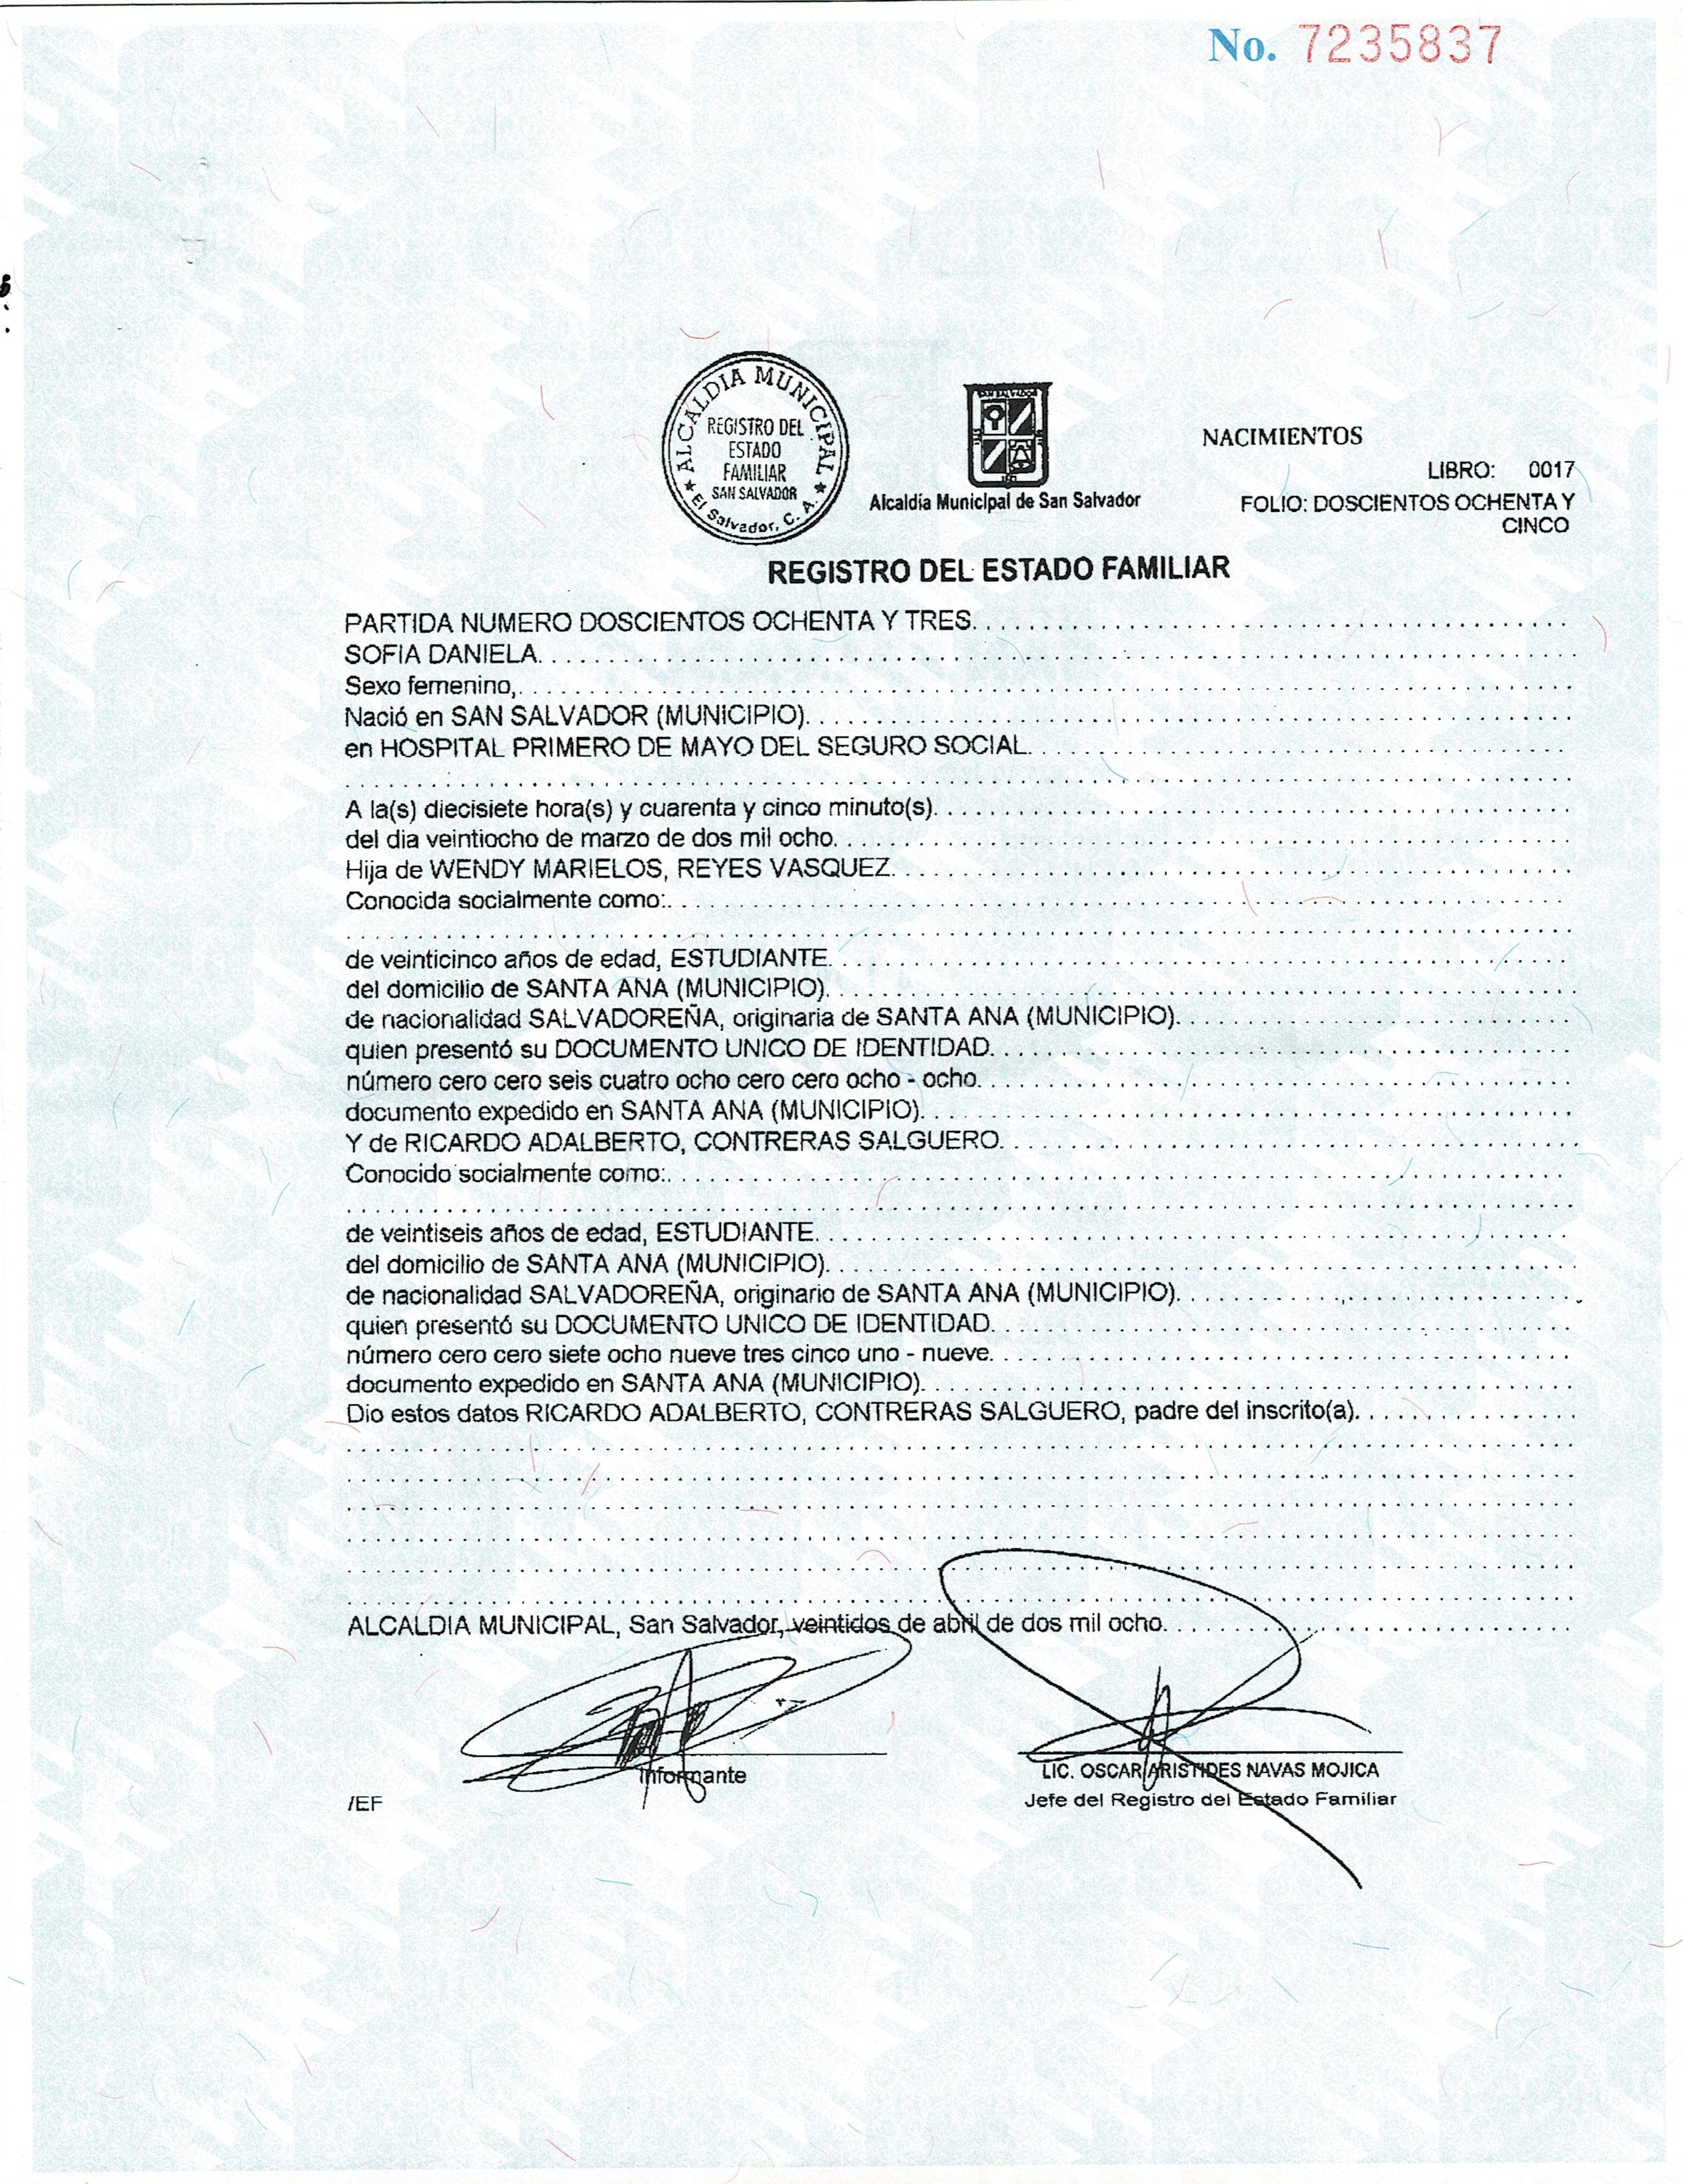 No. 7235837
ALCALDIA MUNICIPAL
REGISTRO DEL
ESTADO
FAMILIAR
SAN SALVADOR
El Salvador, C. A.
SAN SALVADOR
Alcaldía Municipal de San Salvador
NACIMIENTOS
LIBRO: 0017
FOLIO: DOSCIENTOS OCHENTA Y
CINCO
REGISTRO DEL ESTADO FAMILIAR
PARTIDA NUMERO DOSCIENTOS OCHENTA Y TRES.
SOFIA DANIELA.
Sexo femenino,
Nació en SAN SALVADOR (MUNICIPIO).
en HOSPITAL PRIMERO DE MAYO DEL SEGURO SOCIAL.
A la(s) diecisiete hora(s) y cuarenta y cinco minuto(s).
del dia veintiocho de marzo de dos mil ocho.
Hija de WENDY MARIELOS, REYES VASQUEZ.
Conocida socialmente como:
de veinticinco años de edad, ESTUDIANTE.
del domicilio de SANTA ANA (MUNICIPIO).
de nacionalidad SALVADOREÑA, originaria de SANTA ANA (MUNICIPIO).
quien presentó su DOCUMENTO UNICO DE IDENTIDAD.
número cero cero seis cuatro ocho cero cero ocho - ocho.
documento expedido en SANTA ANA (MUNICIPIO).
Y de RICARDO ADALBERTO, CONTRERAS SALGUERO.
Conocido socialmente como:
de veintiseis años de edad, ESTUDIANTE.
del domicilio de SANTA ANA (MUNICIPIO).
de nacionalidad SALVADOREÑA, originario de SANTA ANA (MUNICIPIO).
quien presentó su DOCUMENTO UNICO DE IDENTIDAD.
número cero cero siete ocho nueve tres cinco uno - nueve.
documento expedido en SANTA ANA (MUNICIPIO).
Dio estos datos RICARDO ADALBERTO, CONTRERAS SALGUERO, padre del inscrito(a).
ALCALDIA MUNICIPAL, San Salvador, veintidos de abril de dos mil ocho.
Informante
LIC. OSCAR ARISTIDES NAVAS MOJICA
Jefe del Registro del Estado Familiar
/EF